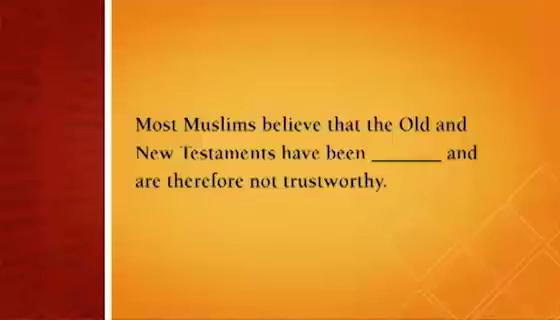 Most Muslims believe that the Old and
New Testaments have been _______ and
are therefore not trustworthy.